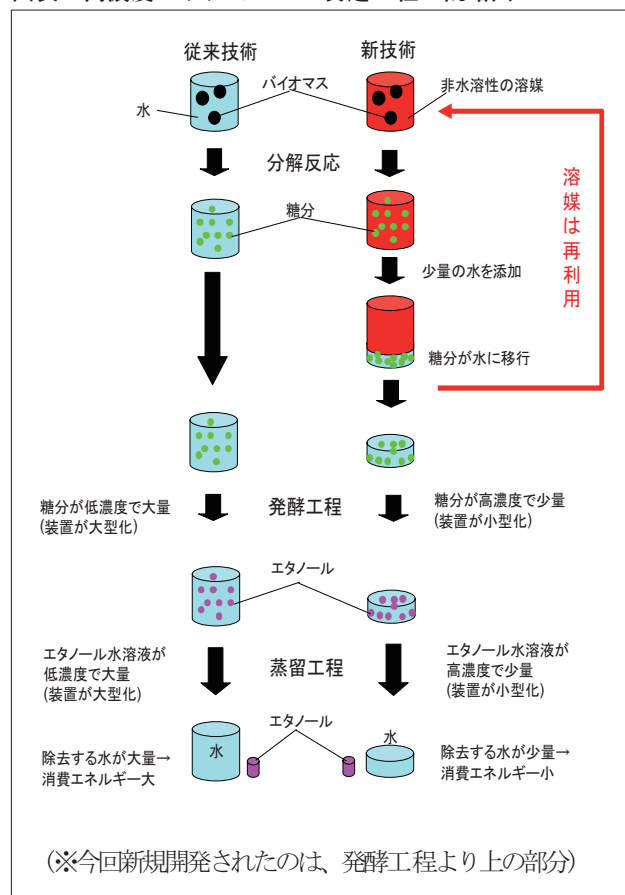 従来技術
新技術
バイオマス
水
非水溶性の溶媒
分解反応
糖分
溶媒は再利用
少量の水を添加
糖分が水に移行
糖分が低濃度で大量
(装置が大型化)
発酵工程
糖分が高濃度で少量
(装置が小型化)
エタノール
エタノール水溶液が
低濃度で大量
(装置が大型化)
蒸留工程
エタノール水溶液が
高濃度で少量
(装置が小型化)
エタノール
水
水
除去する水が大量→
消費エネルギー大
除去する水が少量→
消費エネルギー小
(※今回新規開発されたのは、発酵工程より上の部分)